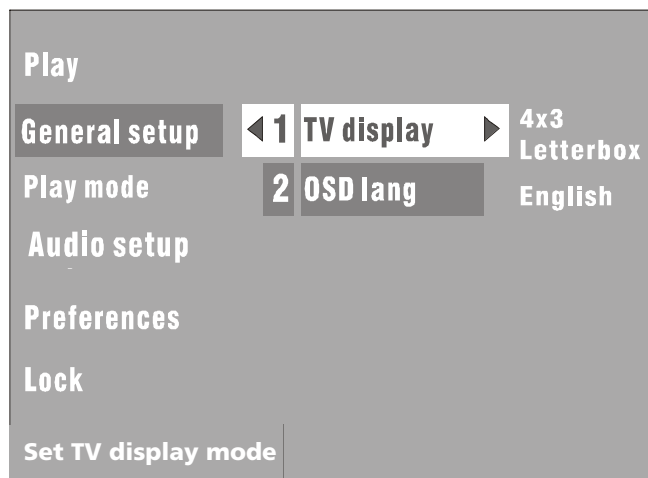 Play
General setup
1 TV display
4x3
Letterbox
Play mode
2 OSD lang
English
Audio setup
Preferences
Lock
Set TV display mode